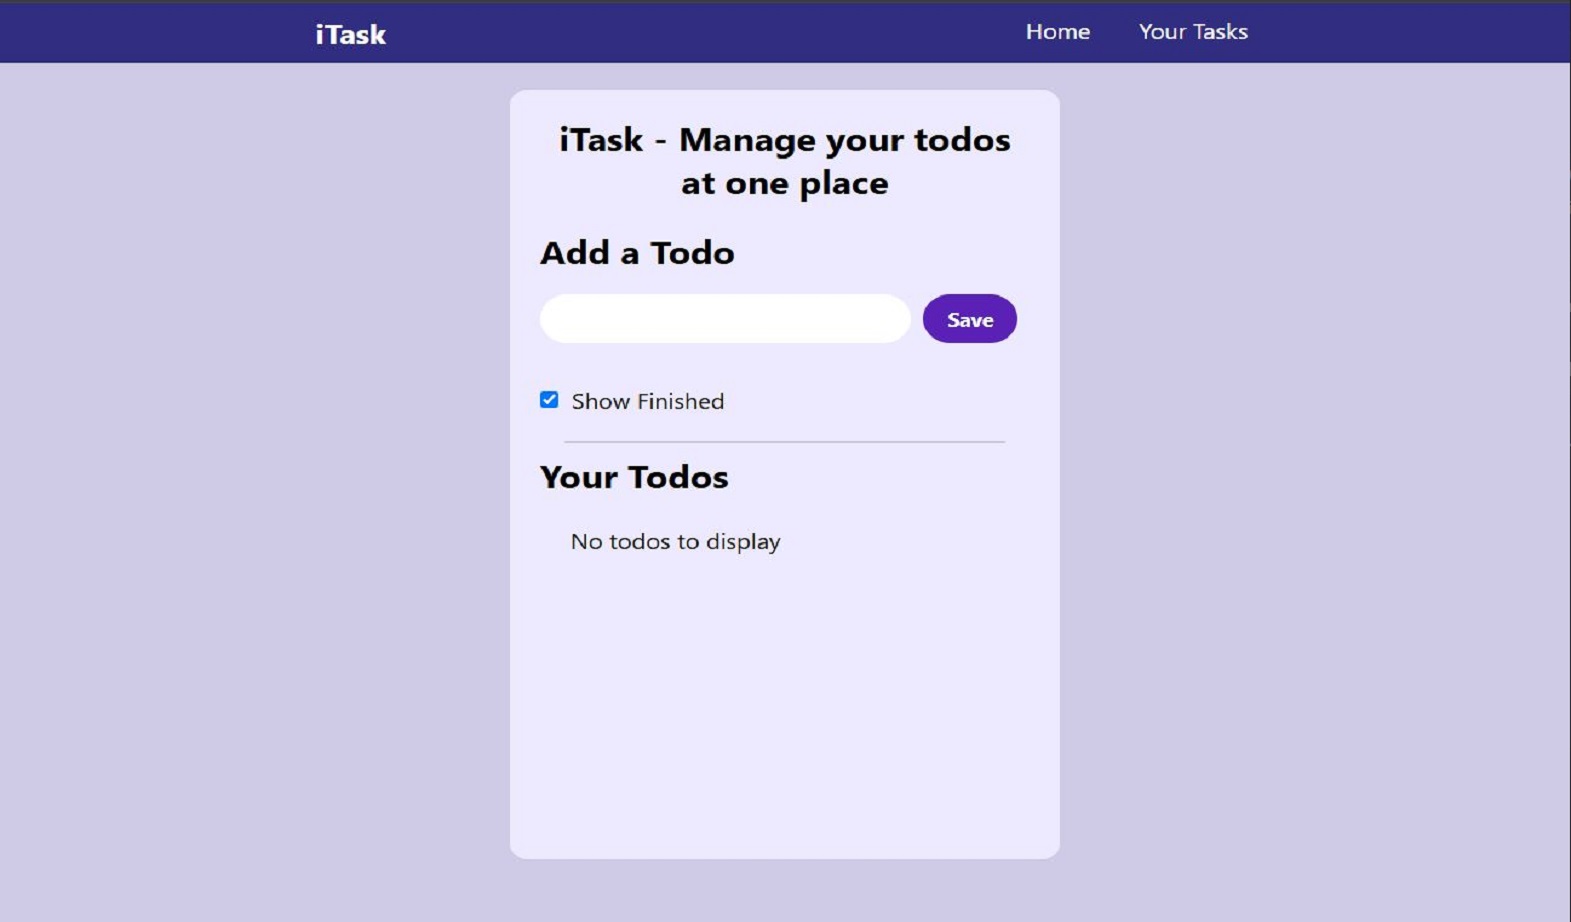 iTask
Home
Your Tasks
iTask - Manage your todos
at one place
Add a Todo
Save
Show Finished
Your Todos
No todos to display